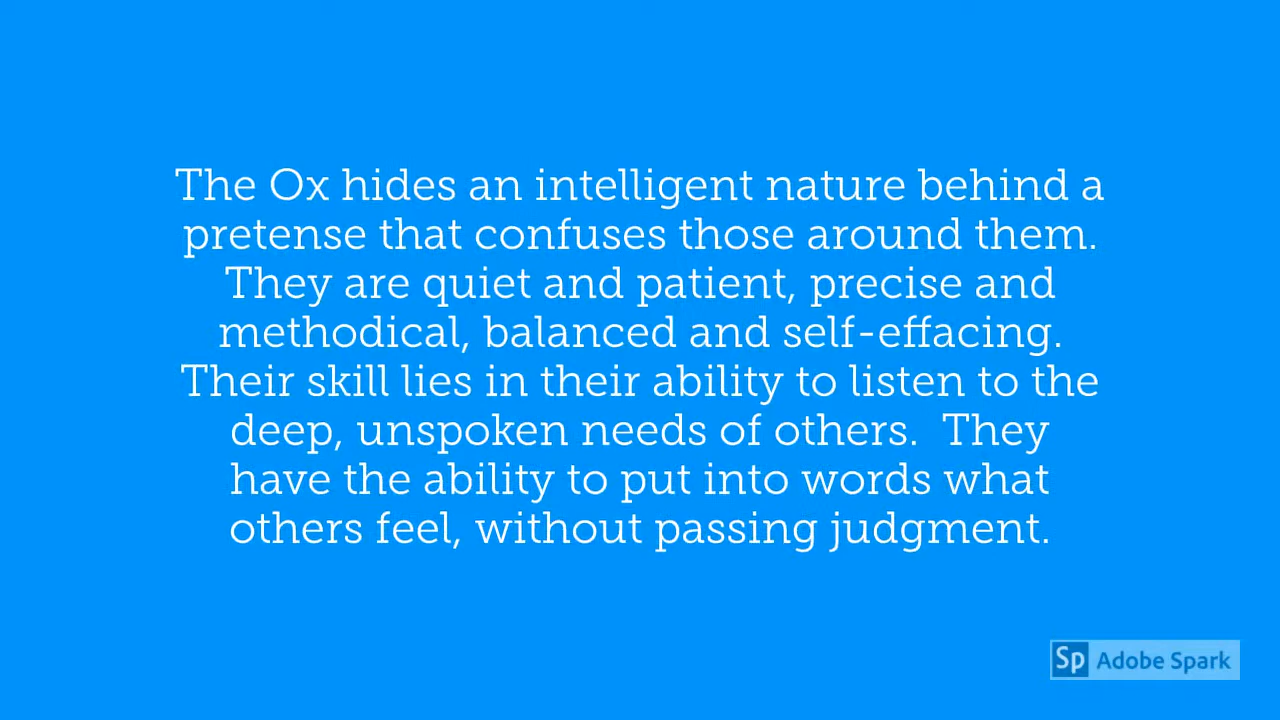 The Ox hides an intelligent nature behind a
pretense that confuses those around them.
They are quiet and patient, precise and
methodical, balanced and self-effacing.
Their skill lies in their ability to listen to the
deep, unspoken needs of others.  They
have the ability to put into words what
others feel, without passing judgment.
Sp Adobe Spark